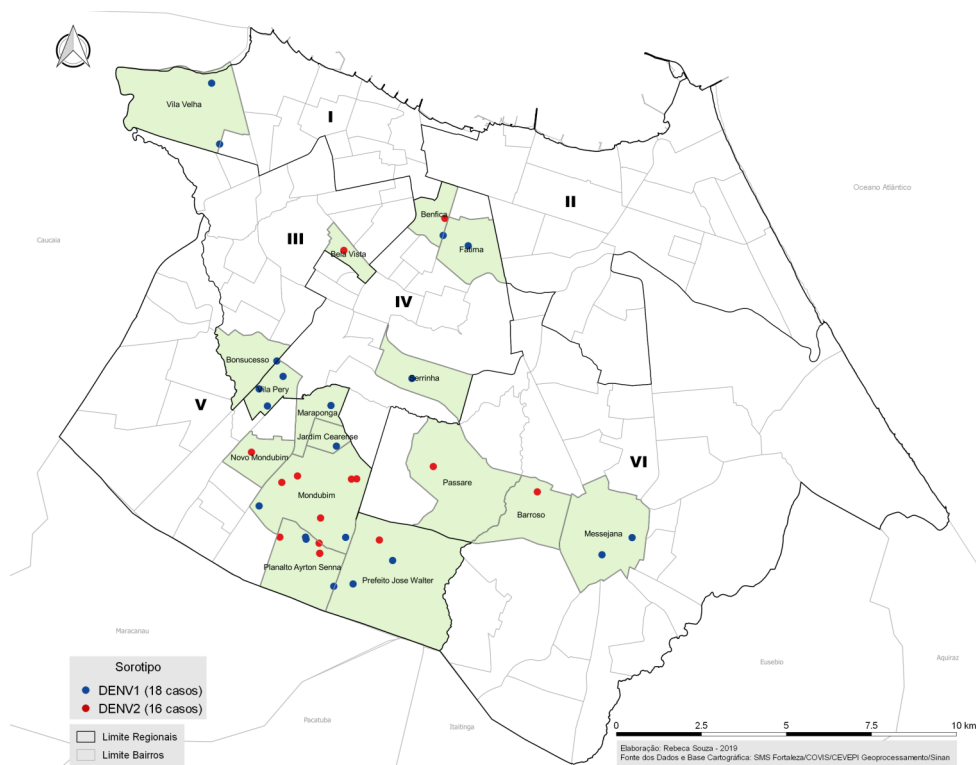 Vila Velha
I
II
Oceano Atlântico
Benfica
Fatima
Caucaia
III
Bela Vista
IV
Bonsucesso
Vila Pery
Serrinha
V
Maraponga
Jardim Cearense
Novo Mondubim
VI
Passare
Mondubim
Barroso
Messejana
Planalto Ayrton Senna
Prefeito Jose Walter
Maracanau
Eusebio
Aquiraz
Pacatuba
Itaitinga
Sorotipo
DENV1 (18 casos)
DENV2 (16 casos)
Limite Regionais
Limite Bairros
0 2.5 5 7.5 10 km
Elaboração: Rebeca Souza - 2019
Fonte dos Dados e Base Cartográfica: SMS Fortaleza/COVIS/CEVEPI Geoprocessamento/Sinan